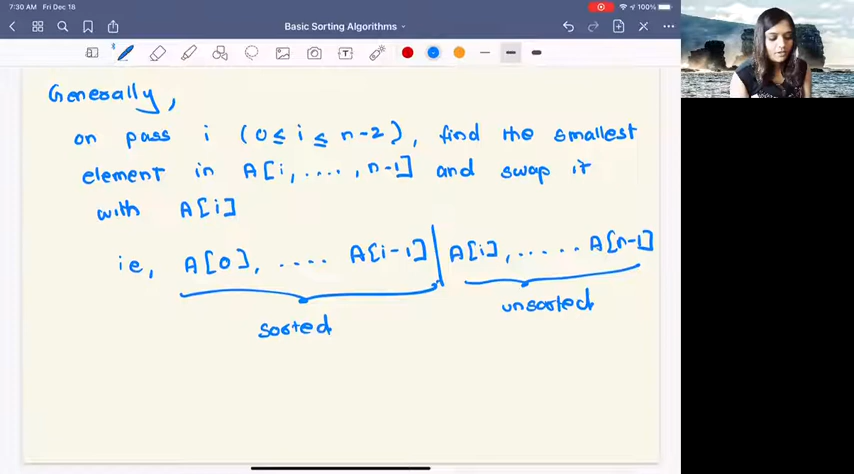 7:30 AM Fri Dec 18
100%
Basic Sorting Algorithms
Generally,
on pass i (0 ≤ i ≤ n-2), find the smallest
element in A[i, ...., n-1] and swap it
with A[i]
ie, A[0], .... A[i-1] | A[i], ..... A[n-1]
sorted unsorted